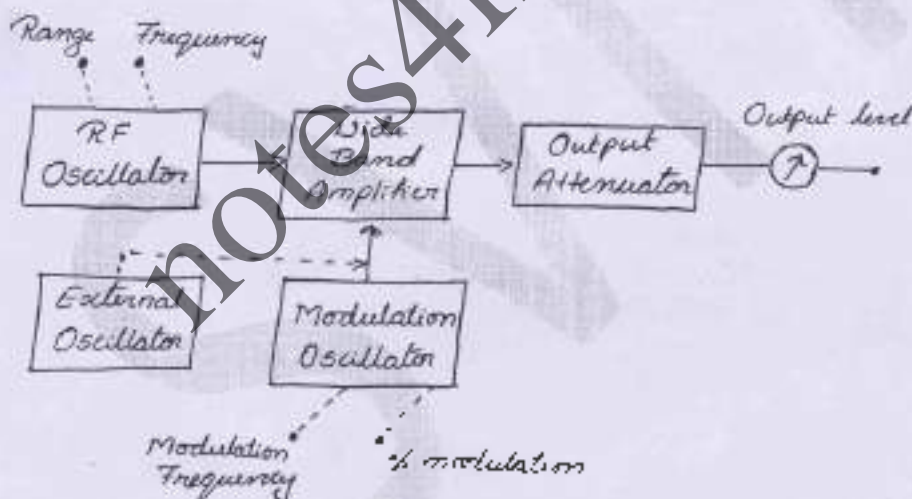 Range Frequency
RF
Oscillator
Wide
Band
Amplifier
Output
Attenuator
Output level
External
Oscillator
Modulation
Oscillator
Modulation
Frequency
% modulation